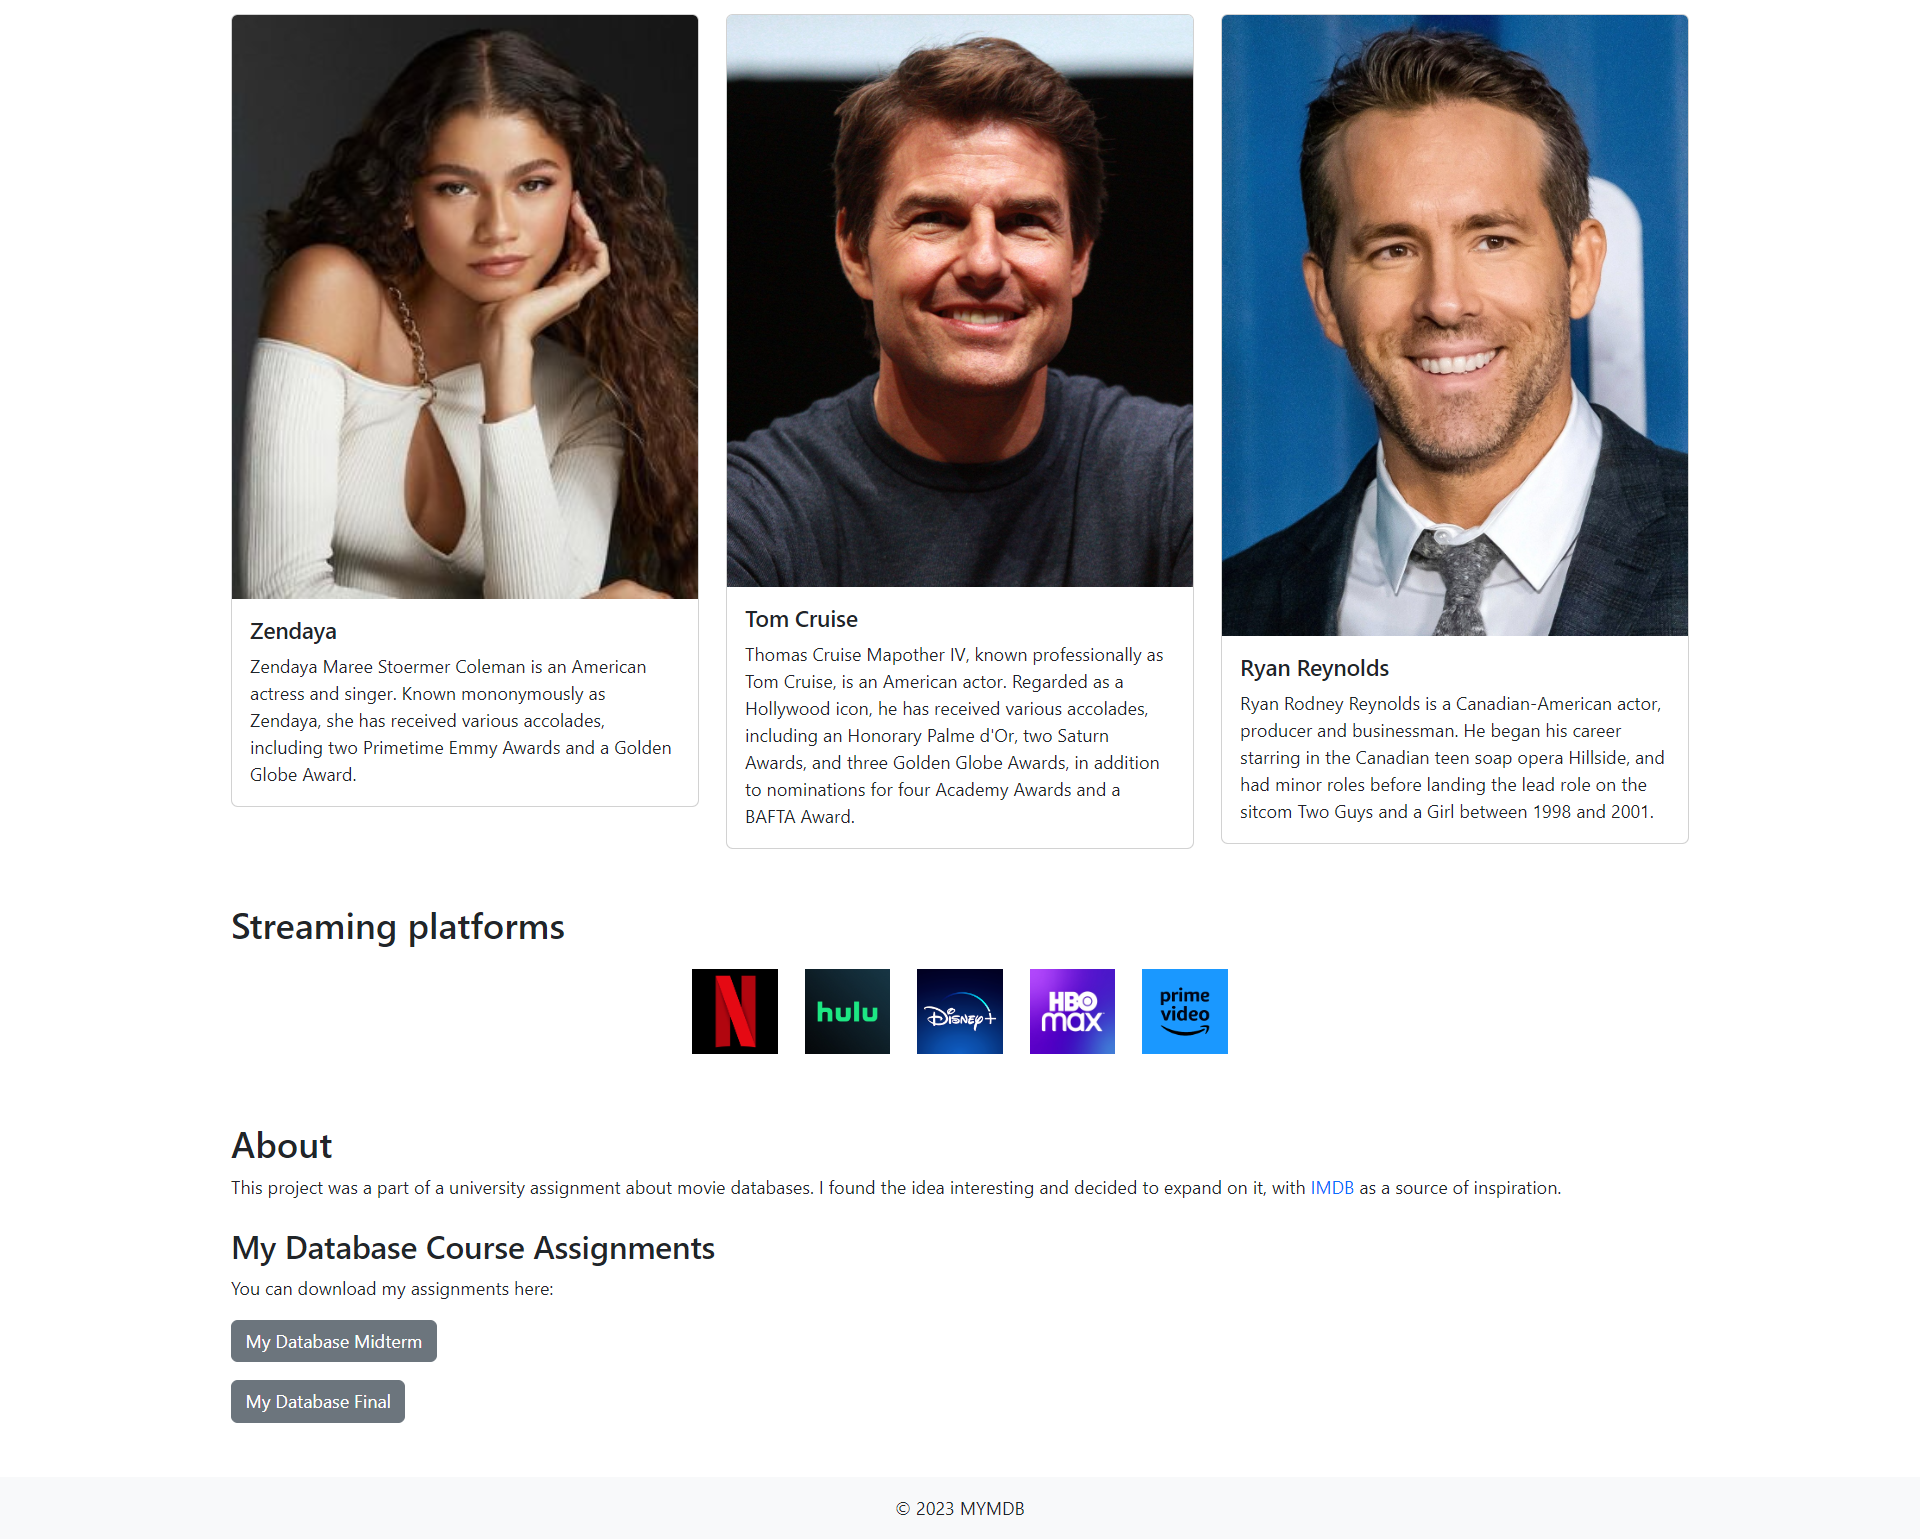 Zendaya
Zendaya Maree Stoermer Coleman is an American
actress and singer. Known mononymously as
Zendaya, she has received various accolades,
including two Primetime Emmy Awards and a Golden
Globe Award.
Tom Cruise
Thomas Cruise Mapother IV, known professionally as
Tom Cruise, is an American actor. Regarded as a
Hollywood icon, he has received various accolades,
including an Honorary Palme d'Or, two Saturn
Awards, and three Golden Globe Awards, in addition
to nominations for four Academy Awards and a
BAFTA Award.
Ryan Reynolds
Ryan Rodney Reynolds is a Canadian-American actor,
producer and businessman. He began his career
starring in the Canadian teen soap opera Hillside, and
had minor roles before landing the lead role on the
sitcom Two Guys and a Girl between 1998 and 2001.
Streaming platforms
N
hulu
Disney+
HBO
max
prime
video
About
This project was a part of a university assignment about movie databases. I found the idea interesting and decided to expand on it, with IMDB as a source of inspiration.
My Database Course Assignments
You can download my assignments here:
My Database Midterm
My Database Final
© 2023 MYMDB